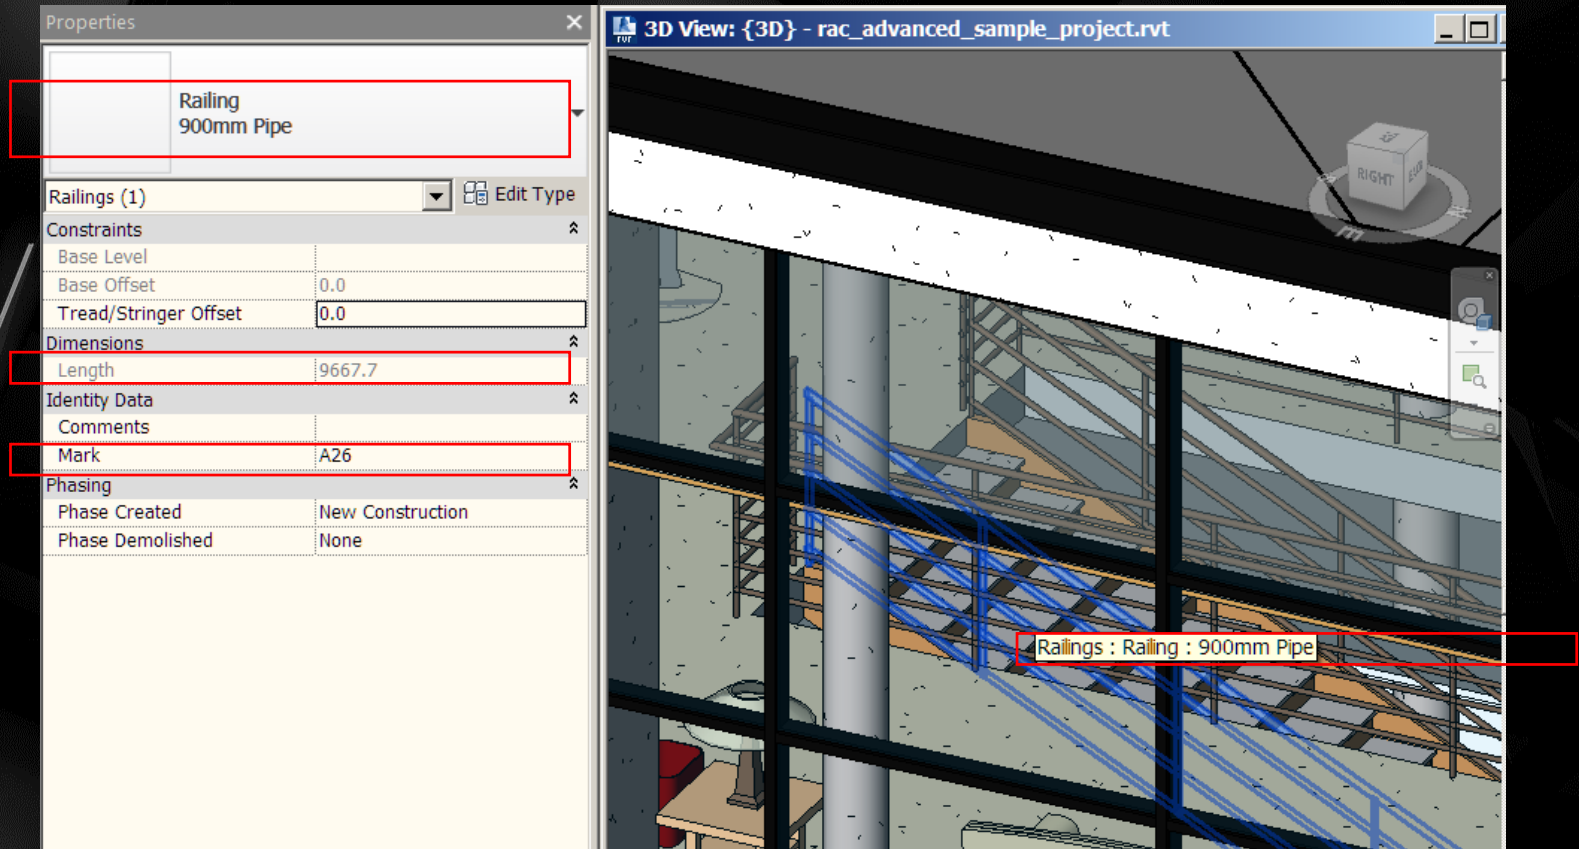 Properties
Railing
900mm Pipe
Railings (1)
Edit Type
Constraints
Base Level
Base Offset 0.0
Tread/Stringer Offset 0.0
Dimensions
Length 9667.7
Identity Data
Comments
Mark A26
Phasing
Phase Created New Construction
Phase Demolished None
rvt 3D View: {3D} - rac_advanced_sample_project.rvt
RIGHT
Railings : Railing : 900mm Pipe